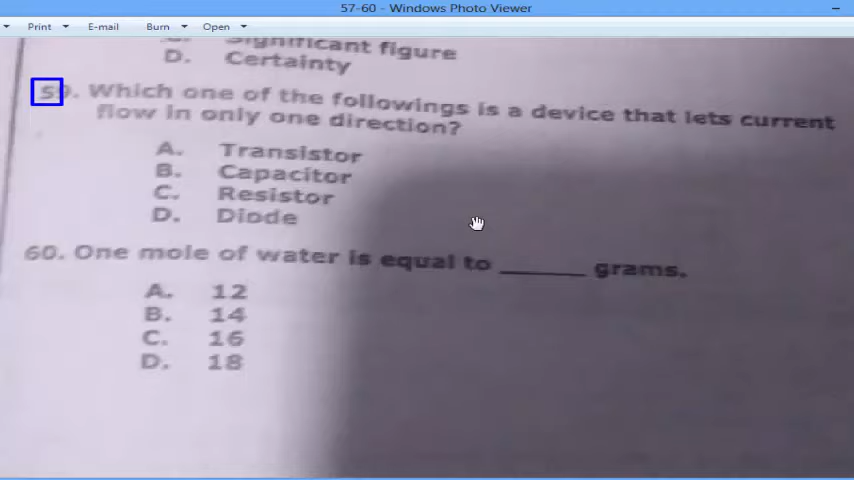 57-60 - Windows Photo Viewer
Print E-mail Burn Open
Significant figure
D. Certainty
59. Which one of the followings is a device that lets current
flow in only one direction?
A. Transistor
B. Capacitor
C. Resistor
D. Diode
60. One mole of water is equal to ______ grams.
A. 12
B. 14
C. 16
D. 18